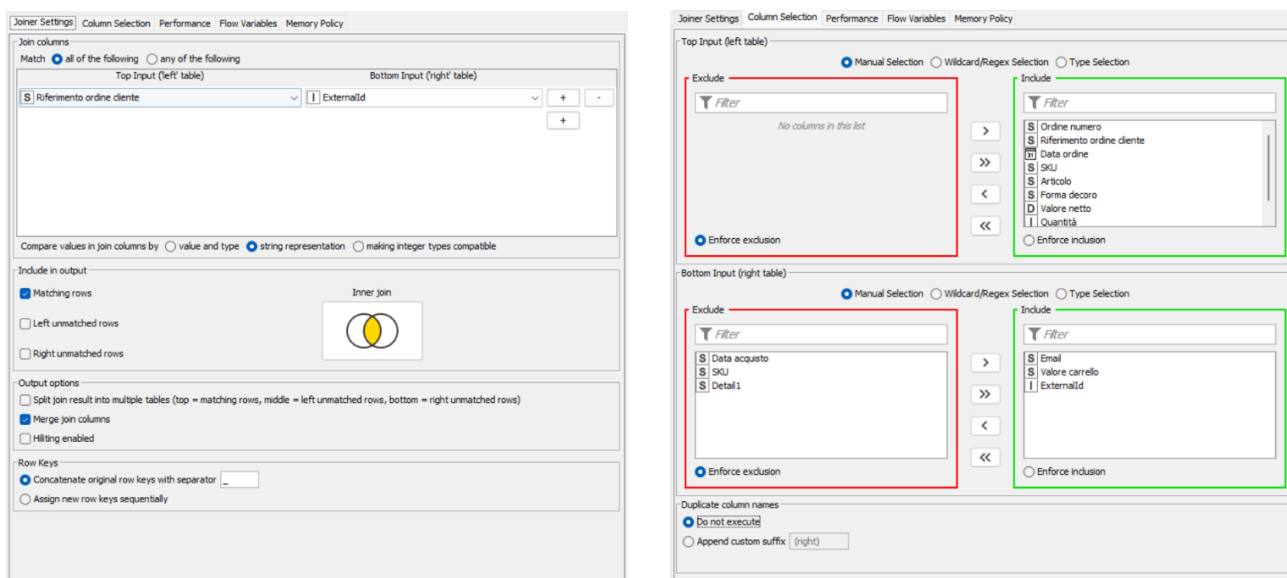 Joiner Settings Column Selection Performance Flow Variables Memory Policy
Join columns
Match all of the following any of the following
Top Input ('left' table) Bottom Input ('right' table)
S Riferimento ordine cliente I ExternalId + -
+
Compare values in join columns by value and type string representation making integer types compatible
Include in output
Matching rows
Inner join
Left unmatched rows
Right unmatched rows
Output options
Split join result into multiple tables (top = matching rows, middle = left unmatched rows, bottom = right unmatched rows)
Merge join columns
Hiliting enabled
Row Keys
Concatenate original row keys with separator _
Assign new row keys sequentially
Joiner Settings Column Selection Performance Flow Variables Memory Policy
Top Input (left table)
Manual Selection Wildcard/Regex Selection Type Selection
Exclude
Filter
No columns in this list
Enforce exclusion
>
>>
<
<<
Include
Filter
S Ordine numero
S Riferimento ordine cliente
Data ordine
S SKU
S Articolo
S Forma decoro
D Valore netto
I Quantità
Enforce inclusion
Bottom Input (right table)
Manual Selection Wildcard/Regex Selection Type Selection
Exclude
Filter
S Data acquisto
S SKU
S Detail1
Enforce exclusion
>
>>
<
<<
Include
Filter
S Email
S Valore carrello
I ExternalId
Enforce inclusion
Duplicate column names
Do not execute
Append custom suffix (right)